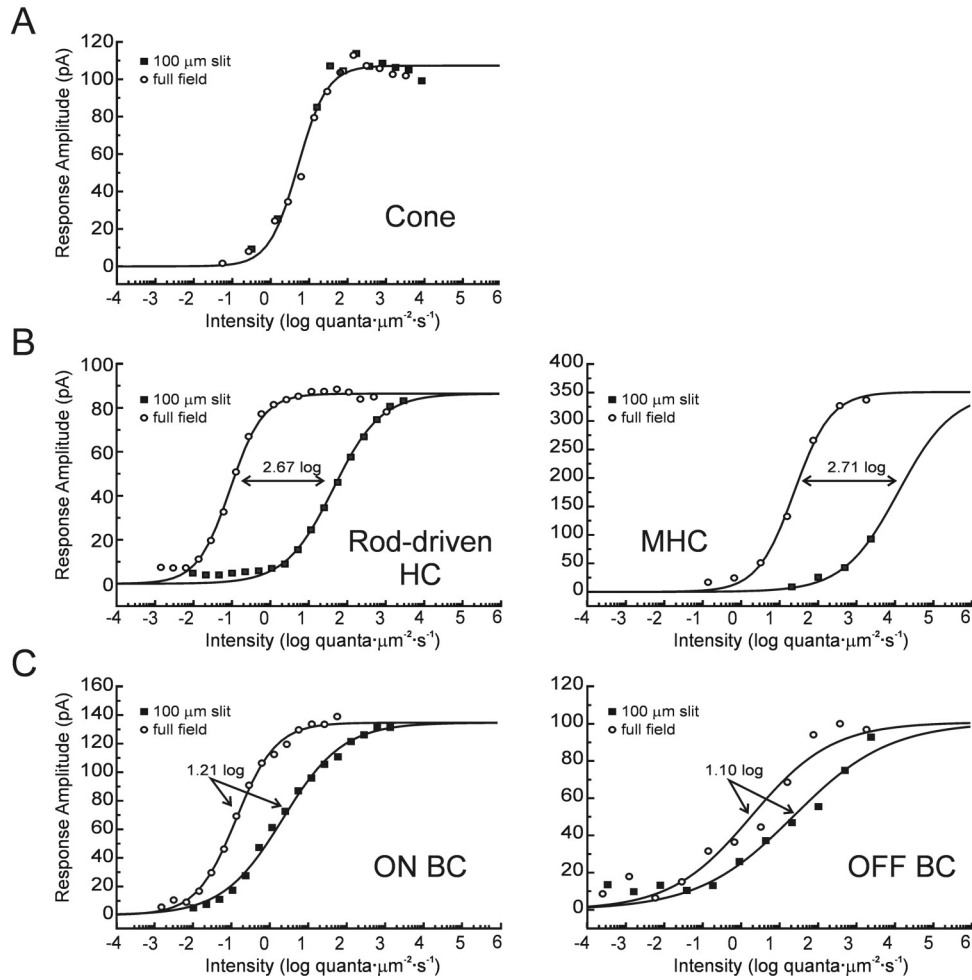 A
120
100
80
60
40
20
0
Response Amplitude (pA)
100 μm slit
full field
Cone
-4 -3 -2 -1 0 1 2 3 4 5 6
Intensity (log quanta·μm-2·s-1)
B
100
80
60
40
20
0
Response Amplitude (pA)
100 μm slit
full field
2.67 log
Rod-driven
HC
-4 -3 -2 -1 0 1 2 3 4 5 6
Intensity (log quanta·μm-2·s-1)
400
350
300
250
200
150
100
50
0
100 μm slit
full field
2.71 log
MHC
-4 -3 -2 -1 0 1 2 3 4 5 6
Intensity (log quanta·μm-2·s-1)
C
160
140
120
100
80
60
40
20
0
Response Amplitude (pA)
100 μm slit
full field
1.21 log
ON BC
-4 -3 -2 -1 0 1 2 3 4 5 6
Intensity (log quanta·μm-2·s-1)
180
160
140
120
100
80
60
40
20
0
100 μm slit
full field
1.10 log
OFF BC
-4 -3 -2 -1 0 1 2 3 4 5 6
Intensity (log quanta·μm-2·s-1)